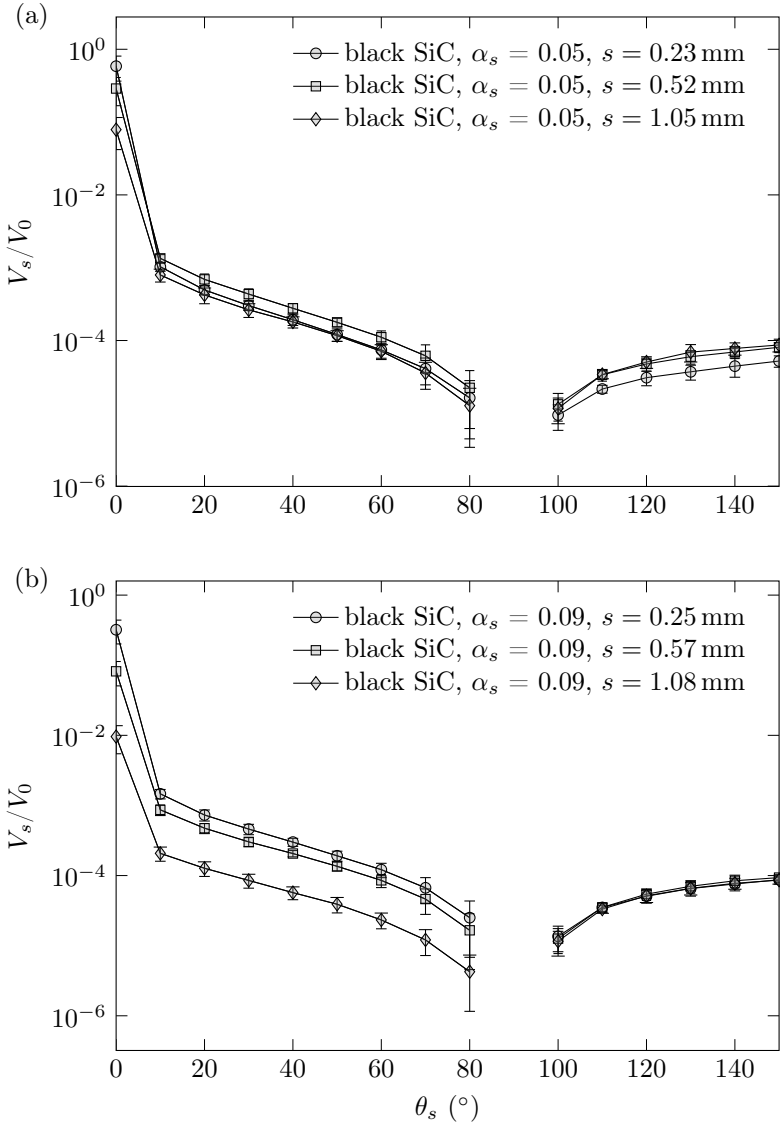 (a)
10⁰
10⁻²
10⁻⁴
10⁻⁶
V_s/V_0
black SiC, α_s = 0.05, s = 0.23 mm
black SiC, α_s = 0.05, s = 0.52 mm
black SiC, α_s = 0.05, s = 1.05 mm
0 20 40 60 80 100 120 140
(b)
10⁰
10⁻²
10⁻⁴
10⁻⁶
V_s/V_0
black SiC, α_s = 0.09, s = 0.25 mm
black SiC, α_s = 0.09, s = 0.57 mm
black SiC, α_s = 0.09, s = 1.08 mm
0 20 40 60 80 100 120 140
θ_s (°)